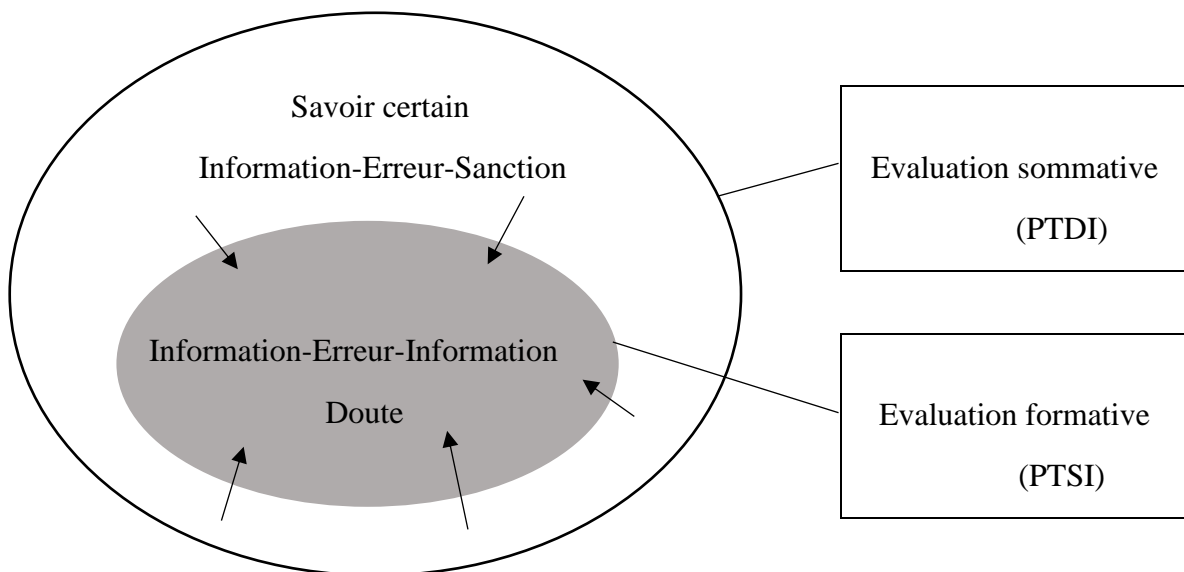 Savoir certain
Information-Erreur-Sanction
Information-Erreur-Information
Doute
Evaluation sommative
(PTDI)
Evaluation formative
(PTSI)